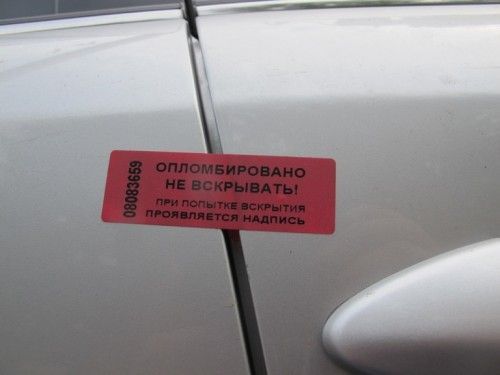 08083659
ОПЛОМБИРОВАНО
НЕ ВСКРЫВАТЬ!
ПРИ ПОПЫТКЕ ВСКРЫТИЯ
ПРОЯВЛЯЕТСЯ НАДПИСЬ